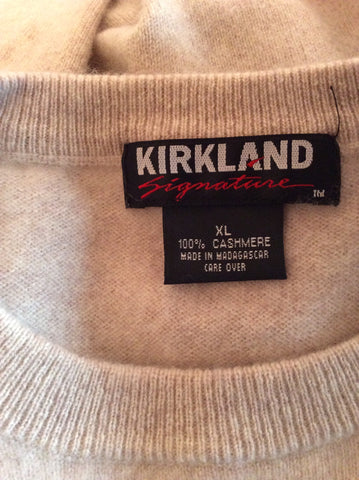 KIRKLAND
Signature
TM
XL
100% CASHMERE
MADE IN MADAGASCAR
CARE OVER